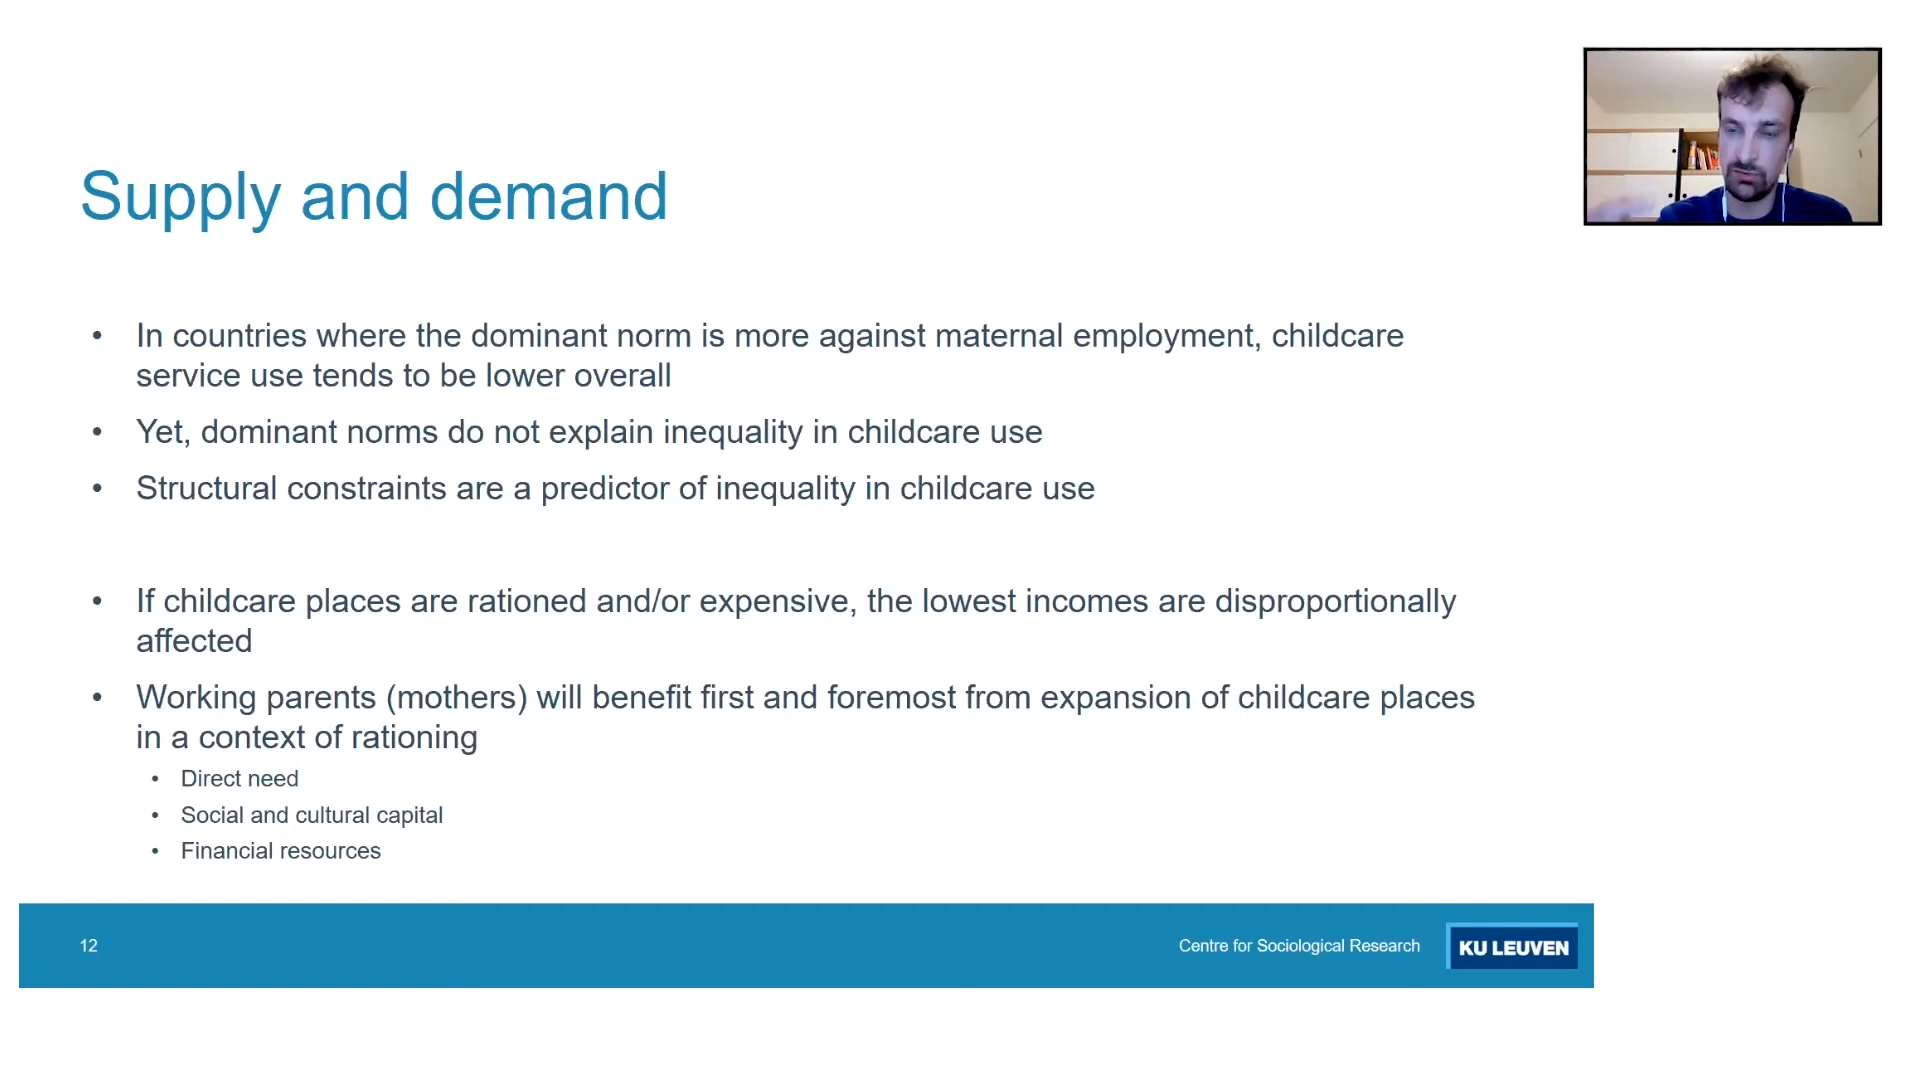 Supply and demand
• In countries where the dominant norm is more against maternal employment, childcare
service use tends to be lower overall
• Yet, dominant norms do not explain inequality in childcare use
• Structural constraints are a predictor of inequality in childcare use
• If childcare places are rationed and/or expensive, the lowest incomes are disproportionally
affected
• Working parents (mothers) will benefit first and foremost from expansion of childcare places
in a context of rationing
• Direct need
• Social and cultural capital
• Financial resources
12
Centre for Sociological Research
KU LEUVEN